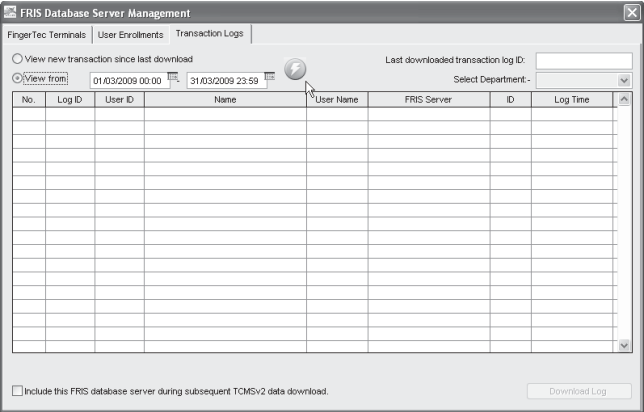 FRIS Database Server Management
FingerTec Terminals User Enrollments Transaction Logs
View new transaction since last download Last downloaded transaction log ID:
View from 01/03/2009 00:00 - 31/03/2009 23:59 Select Department:-
No. Log ID User ID Name User Name FRIS Server ID Log Time
Include this FRIS database server during subsequent TCMSv2 data download. Download Log